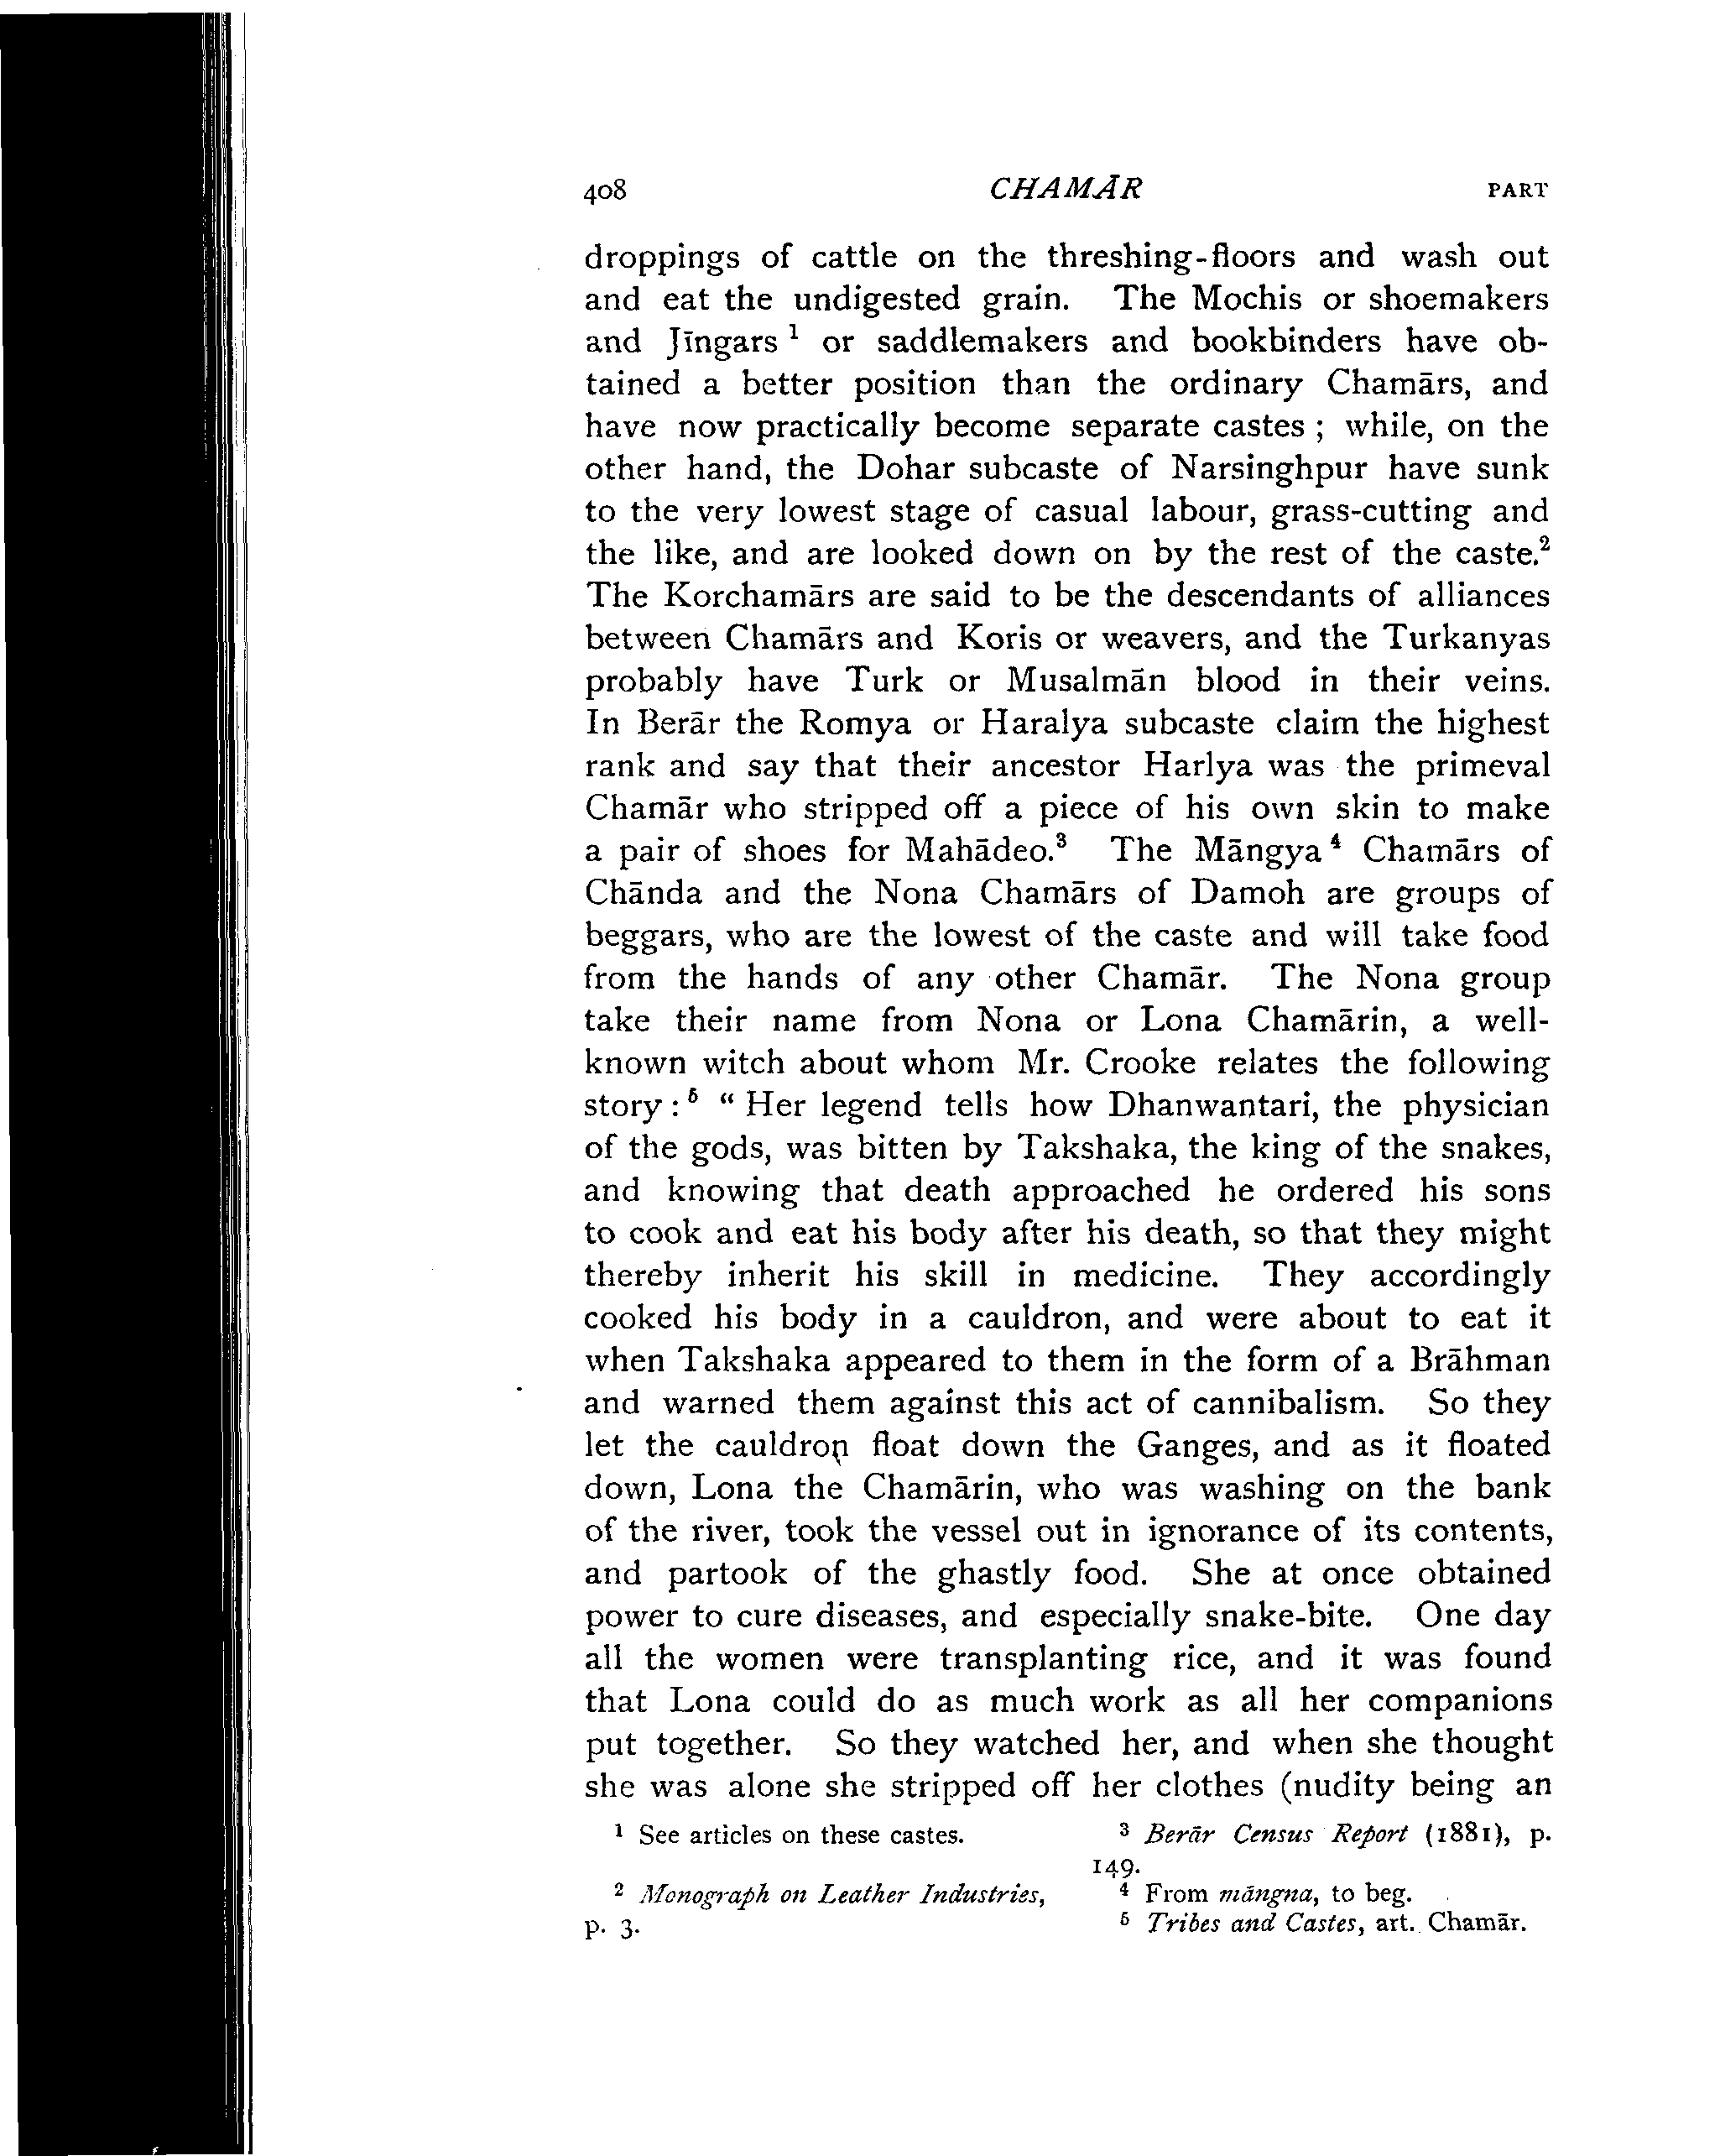 408 CHAMĀR PART
droppings of cattle on the threshing-floors and wash out
and eat the undigested grain. The Mochis or shoemakers
and Jīngars ¹ or saddlemakers and bookbinders have ob-
tained a better position than the ordinary Chamārs, and
have now practically become separate castes ; while, on the
other hand, the Dohar subcaste of Narsinghpur have sunk
to the very lowest stage of casual labour, grass-cutting and
the like, and are looked down on by the rest of the caste.²
The Korchamārs are said to be the descendants of alliances
between Chamārs and Koris or weavers, and the Turkanyas
probably have Turk or Musalmān blood in their veins.
In Berār the Romya or Haralya subcaste claim the highest
rank and say that their ancestor Harlya was the primeval
Chamār who stripped off a piece of his own skin to make
a pair of shoes for Mahādeo.³ The Māngya ⁴ Chamārs of
Chānda and the Nona Chamārs of Damoh are groups of
beggars, who are the lowest of the caste and will take food
from the hands of any other Chamār. The Nona group
take their name from Nona or Lona Chamārin, a well-
known witch about whom Mr. Crooke relates the following
story : ⁵ “ Her legend tells how Dhanwantari, the physician
of the gods, was bitten by Takshaka, the king of the snakes,
and knowing that death approached he ordered his sons
to cook and eat his body after his death, so that they might
thereby inherit his skill in medicine. They accordingly
cooked his body in a cauldron, and were about to eat it
when Takshaka appeared to them in the form of a Brāhman
and warned them against this act of cannibalism. So they
let the cauldron float down the Ganges, and as it floated
down, Lona the Chamārin, who was washing on the bank
of the river, took the vessel out in ignorance of its contents,
and partook of the ghastly food. She at once obtained
power to cure diseases, and especially snake-bite. One day
all the women were transplanting rice, and it was found
that Lona could do as much work as all her companions
put together. So they watched her, and when she thought
she was alone she stripped off her clothes (nudity being an
¹ See articles on these castes.
² Monograph on Leather Industries,
p. 3.
³ Berār Census Report (1881), p.
149.
⁴ From māngna, to beg.
⁵ Tribes and Castes, art. Chamār.